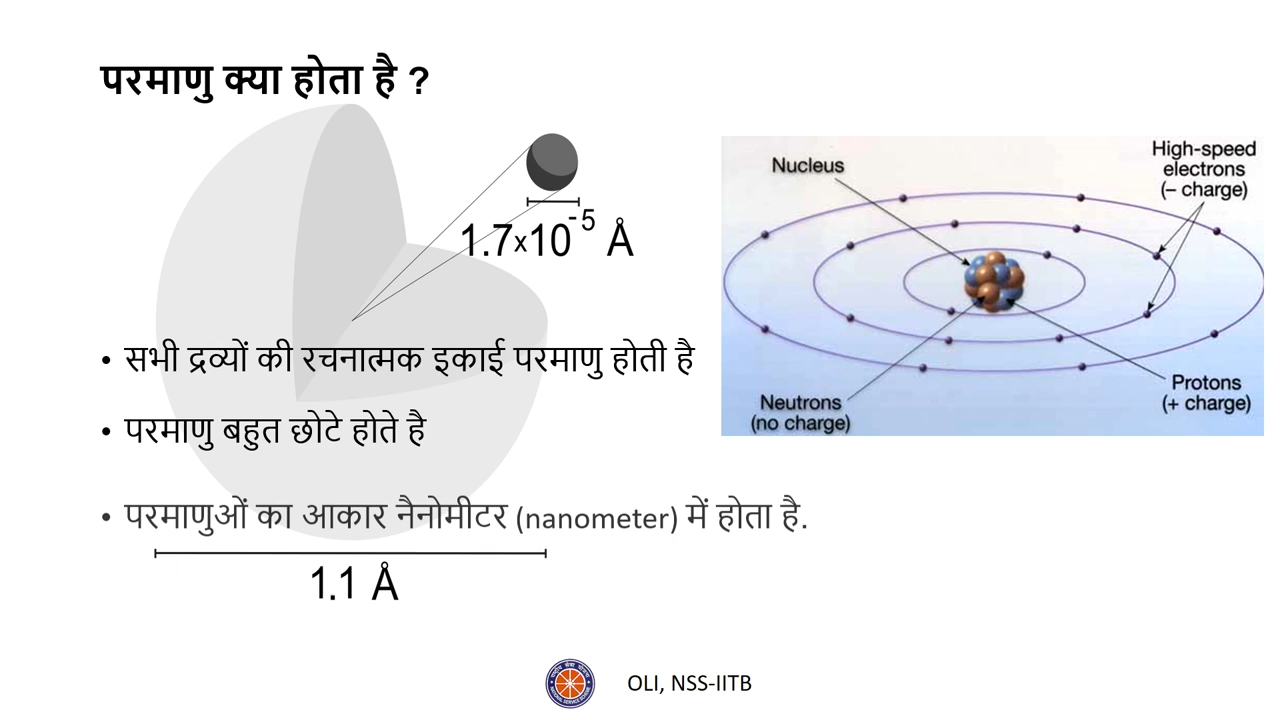 परमाणु क्या होता है ?
1.7x10⁻⁵ Å
Nucleus
High-speed
electrons
(– charge)
• सभी द्रव्यों की रचनात्मक इकाई परमाणु होती है
Neutrons
(no charge)
Protons
(+ charge)
• परमाणु बहुत छोटे होते है
• परमाणुओं का आकार नैनोमीटर (nanometer) में होता है.
1.1 Å
OLI, NSS-IITB